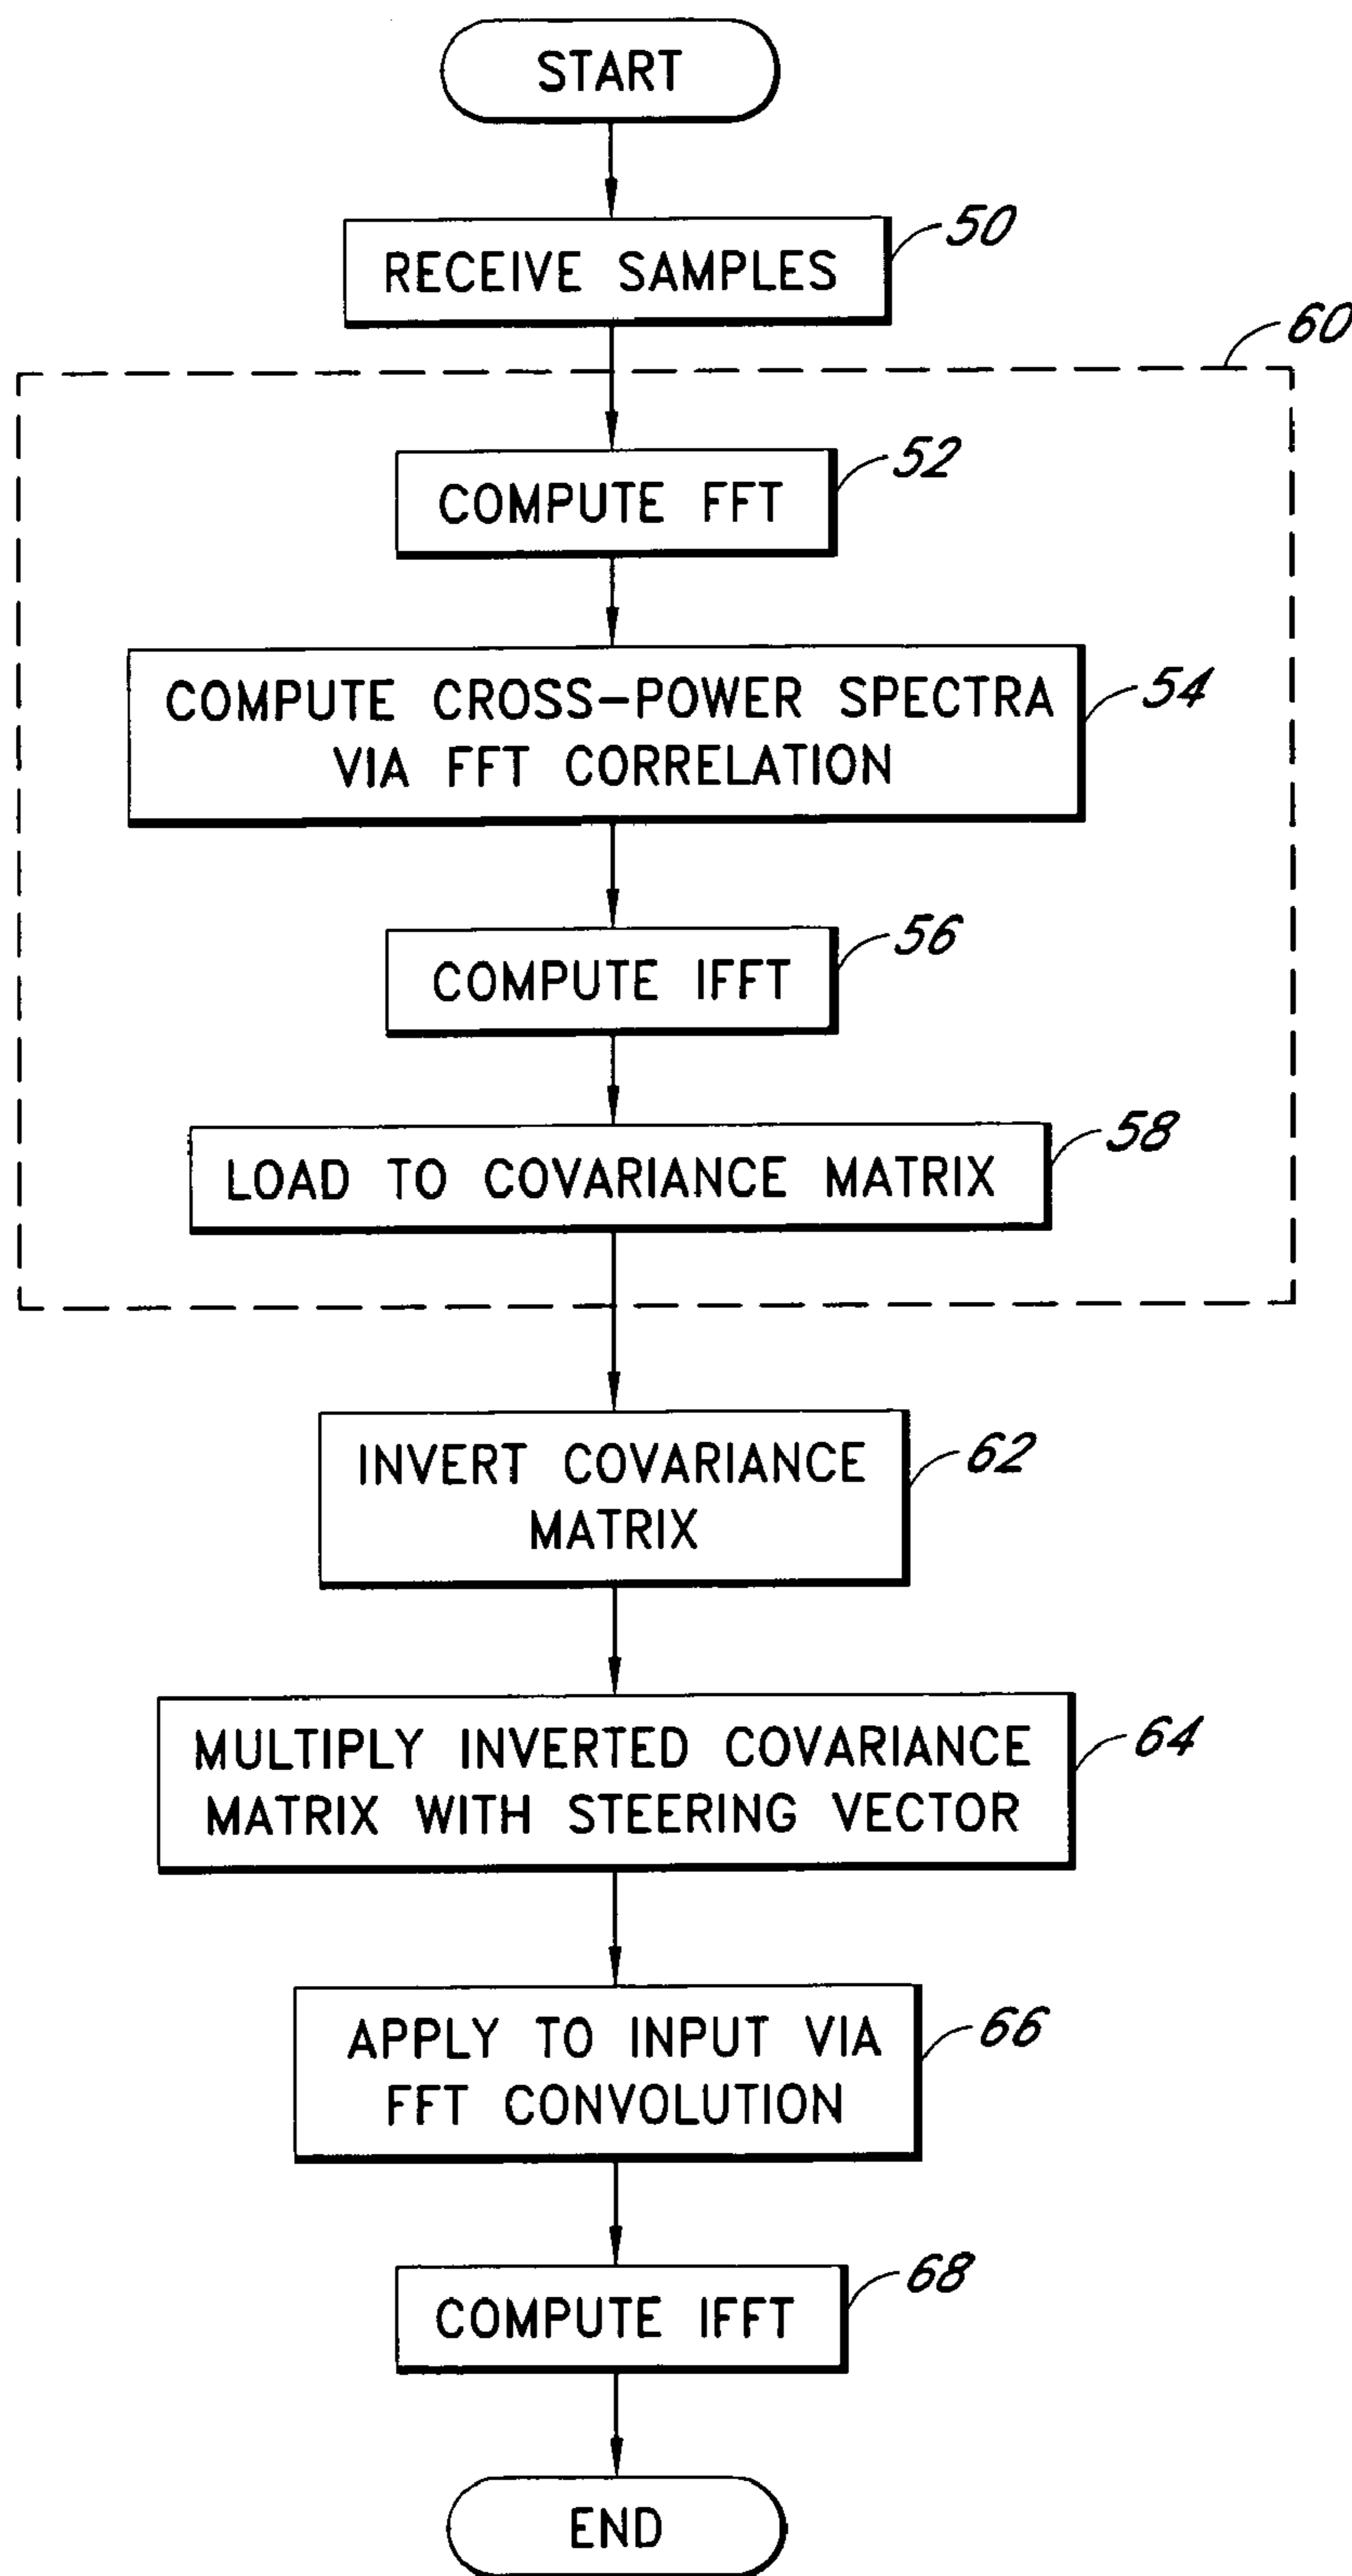 START
RECEIVE SAMPLES
50
60
COMPUTE FFT
52
COMPUTE CROSS-POWER SPECTRA
VIA FFT CORRELATION
54
COMPUTE IFFT
56
LOAD TO COVARIANCE MATRIX
58
INVERT COVARIANCE
MATRIX
62
MULTIPLY INVERTED COVARIANCE
MATRIX WITH STEERING VECTOR
64
APPLY TO INPUT VIA
FFT CONVOLUTION
66
COMPUTE IFFT
68
END